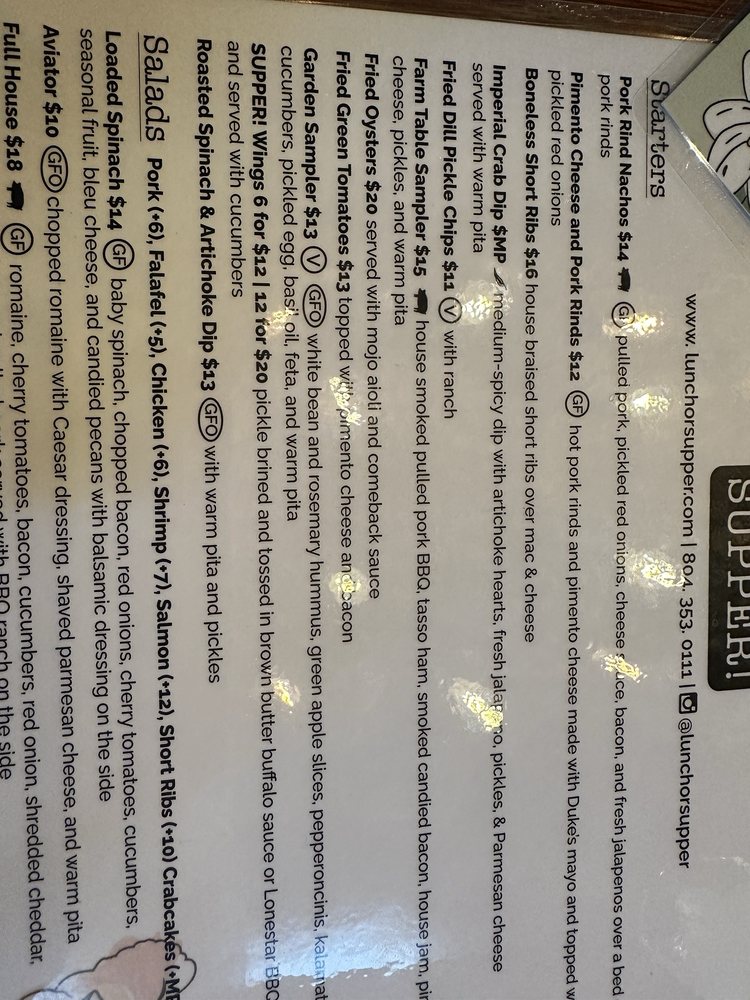 SUPPER!
www. lunchorsupper.com | 804. 353. 0111 | @lunchorsupper
Starters
Pork Rind Nachos $14 GF pulled pork, pickled red onions, cheese sauce, bacon, and fresh jalapenos over a bed
pork rinds
Pimento Cheese and Pork Rinds $12 GF hot pork rinds and pimento cheese made with Duke's mayo and topped w
pickled red onions
Boneless Short Ribs $16 house braised short ribs over mac & cheese
Imperial Crab Dip $MP medium-spicy dip with artichoke hearts, fresh jalapeno, pickles, & Parmesan cheese
served with warm pita
Fried Dill Pickle Chips $11 V with ranch
Farm Table Sampler $15 house smoked pulled pork BBQ, tasso ham, smoked candied bacon, house jam, pim
cheese, pickles, and warm pita
Fried Oysters $20 served with mojo aioli and comeback sauce
Fried Green Tomatoes $13 topped with pimento cheese and bacon
Garden Sampler $13 V GFO white bean and rosemary hummus, green apple slices, pepperoncinis, kalamat
cucumbers, pickled egg, basil oil, feta, and warm pita
SUPPER! Wings 6 for $12 | 12 for $20 pickle brined and tossed in brown butter buffalo sauce or Lonestar BBQ
and served with cucumbers
Roasted Spinach & Artichoke Dip $13 GFO with warm pita and pickles
Salads Pork (+6), Falafel (+5), Chicken (+6), Shrimp (+7), Salmon (+12), Short Ribs (+10) Crabcakes (+MP
Loaded Spinach $14 GF baby spinach, chopped bacon, red onions, cherry tomatoes, cucumbers,
seasonal fruit, bleu cheese, and candied pecans with balsamic dressing on the side
Aviator $10 GFO chopped romaine with Caesar dressing, shaved parmesan cheese, and warm pita
Full House $18 GF romaine, cherry tomatoes, bacon, cucumbers, red onion, shredded cheddar,
served with BBQ ranch on the side